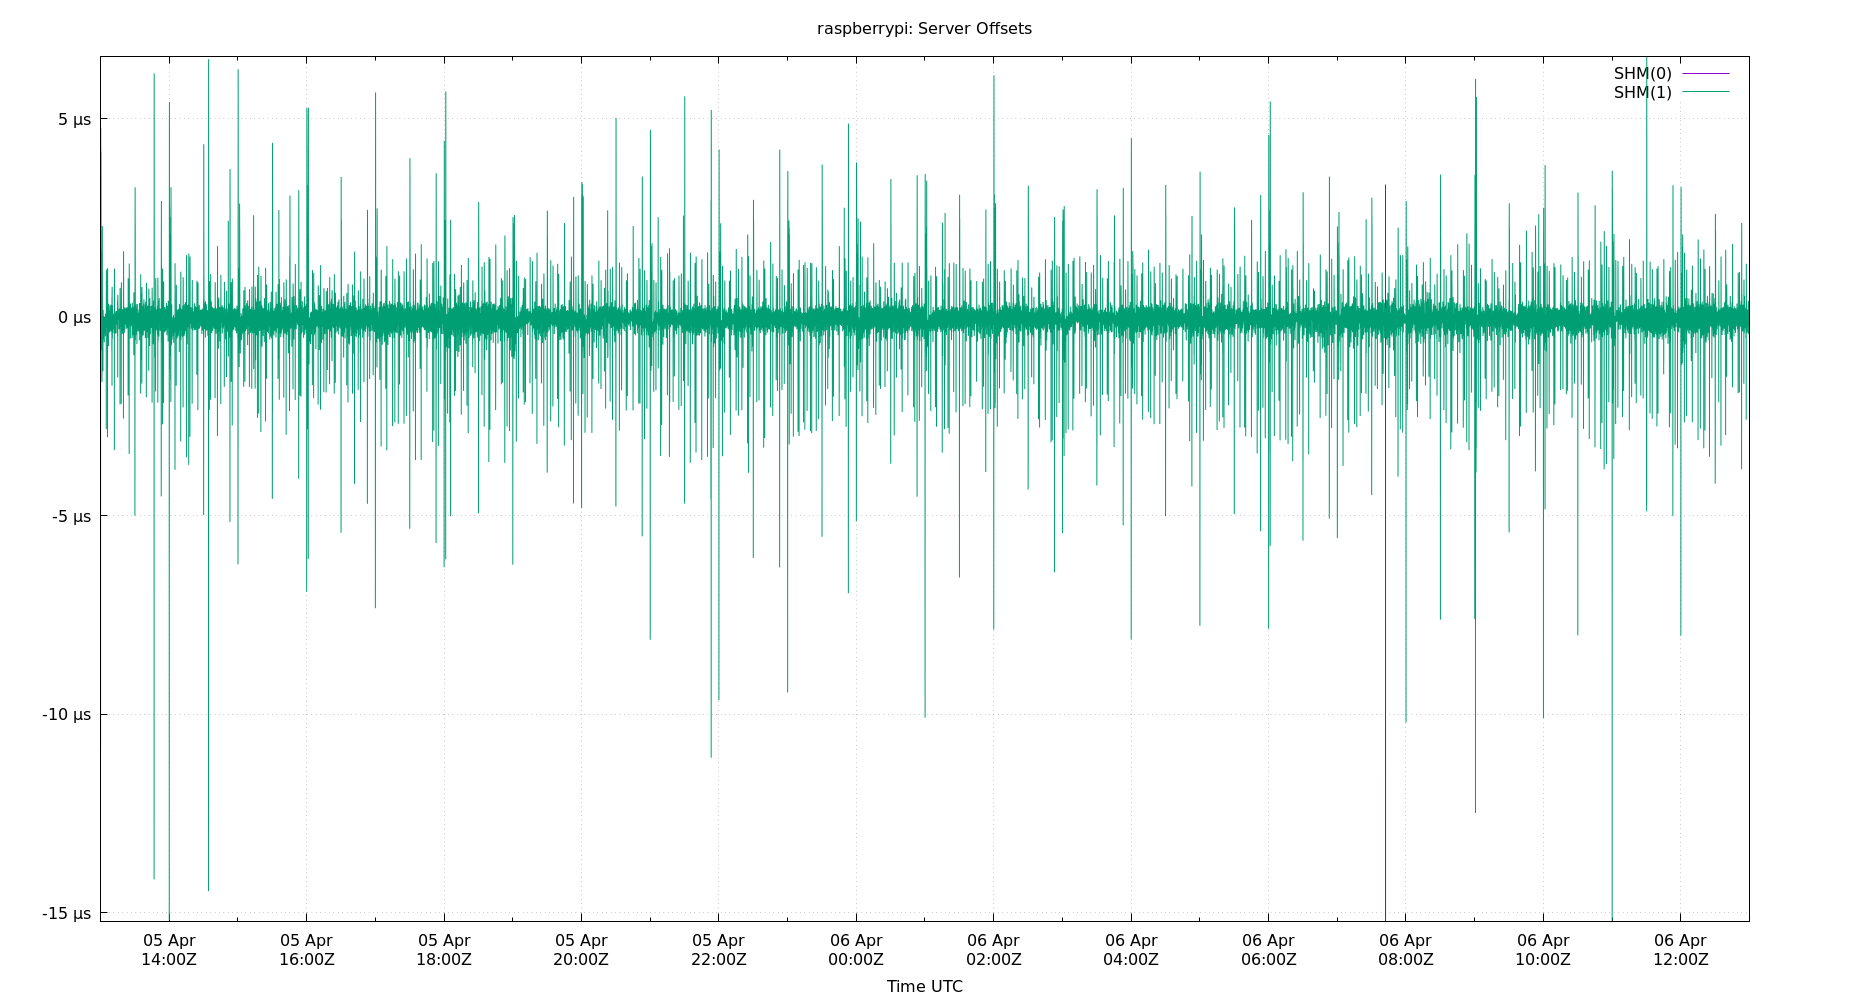 raspberrypi: Server Offsets
SHM(0)
SHM(1)
5 µs
0 µs
-5 µs
-10 µs
-15 µs
05 Apr 05 Apr 05 Apr 05 Apr 05 Apr 06 Apr 06 Apr 06 Apr 06 Apr 06 Apr 06 Apr 06 Apr
14:00Z 16:00Z 18:00Z 20:00Z 22:00Z 00:00Z 02:00Z 04:00Z 06:00Z 08:00Z 10:00Z 12:00Z
Time UTC